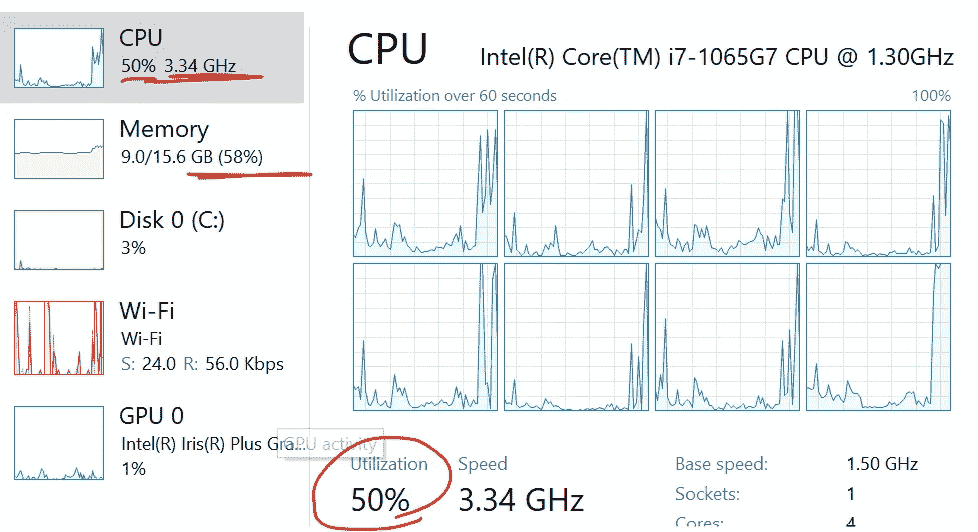 CPU
50% 3.34 GHz
Memory
9.0/15.6 GB (58%)
Disk 0 (C:)
3%
Wi-Fi
Wi-Fi
S: 24.0 R: 56.0 Kbps
GPU 0
Intel(R) Iris(R) Plus Gra...
GPU activity
1%
CPU
Intel(R) Core(TM) i7-1065G7 CPU @ 1.30GHz
% Utilization over 60 seconds
100%
Utilization
Speed
50%
3.34 GHz
Base speed:
1.50 GHz
Sockets:
1
Cores:
4